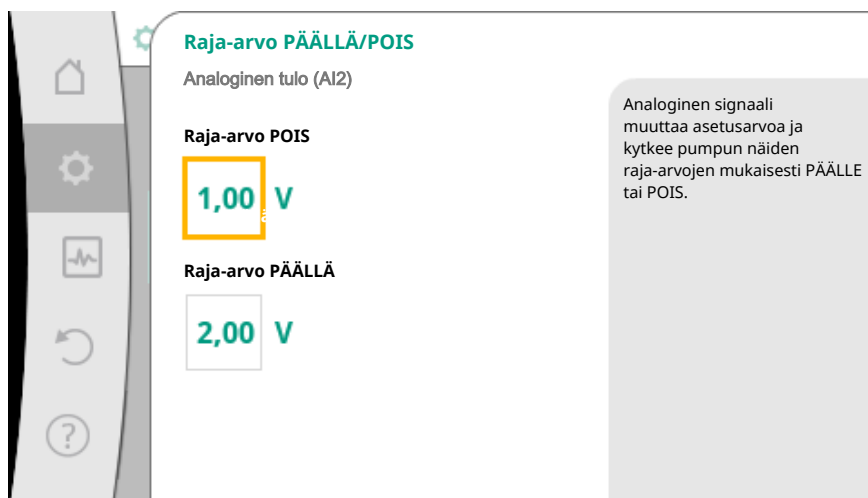 Raja-arvo PÄÄLLÄ/POIS
Analoginen tulo (AI2)
Raja-arvo POIS
1,00 V
Raja-arvo PÄÄLLÄ
2,00 V
Analoginen signaali
muuttaa asetusarvoa ja
kytkee pumpun näiden
raja-arvojen mukaisesti PÄÄLLE
tai POIS.
?